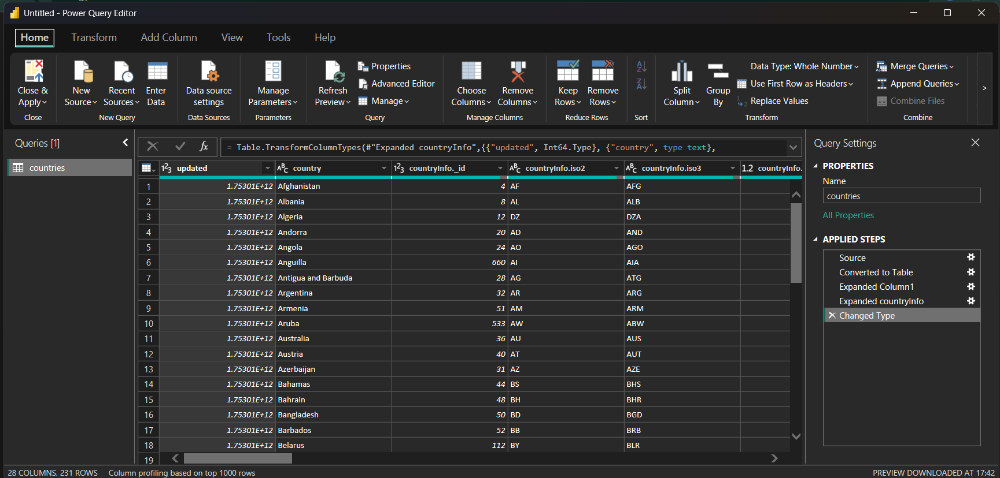 Untitled - Power Query Editor
Home Transform Add Column View Tools Help
Close & Apply
New Source
Recent Sources
Enter Data
Data source settings
Manage Parameters
Refresh Preview
Properties
Advanced Editor
Manage
Choose Columns
Remove Columns
Keep Rows
Remove Rows
Split Column
Group By
Data Type: Whole Number
Use First Row as Headers
Replace Values
Merge Queries
Append Queries
Combine Files
Close New Query Data Sources Parameters Query Manage Columns Reduce Rows Sort Transform Combine
Queries [1]
countries
fx
= Table.TransformColumnTypes(#"Expanded countryInfo",{{"updated", Int64.Type}, {"country", type text},
123 updated ABC country 123 countryInfo._id ABC countryInfo.iso2 ABC countryInfo.iso3 1.2 countryInfo.
1 1.75301E+12 Afghanistan 4 AF AFG
2 1.75301E+12 Albania 8 AL ALB
3 1.75301E+12 Algeria 12 DZ DZA
4 1.75301E+12 Andorra 20 AD AND
5 1.75301E+12 Angola 24 AO AGO
6 1.75301E+12 Anguilla 660 AI AIA
7 1.75301E+12 Antigua and Barbuda 28 AG ATG
8 1.75301E+12 Argentina 32 AR ARG
9 1.75301E+12 Armenia 51 AM ARM
10 1.75301E+12 Aruba 533 AW ABW
11 1.75301E+12 Australia 36 AU AUS
12 1.75301E+12 Austria 40 AT AUT
13 1.75301E+12 Azerbaijan 31 AZ AZE
14 1.75301E+12 Bahamas 44 BS BHS
15 1.75301E+12 Bahrain 48 BH BHR
16 1.75301E+12 Bangladesh 50 BD BGD
17 1.75301E+12 Barbados 52 BB BRB
18 1.75301E+12 Belarus 112 BY BLR
19
Query Settings
PROPERTIES
Name
countries
All Properties
APPLIED STEPS
Source
Converted to Table
Expanded Column1
Expanded countryInfo
Changed Type
28 COLUMNS, 231 ROWS Column profiling based on top 1000 rows PREVIEW DOWNLOADED AT 17:42